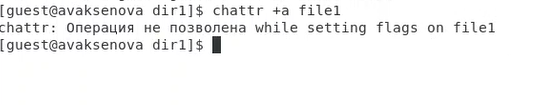 [guest@avaksenova dir1]$ chattr +a file1
chattr: Операция не позволена while setting flags on file1
[guest@avaksenova dir1]$